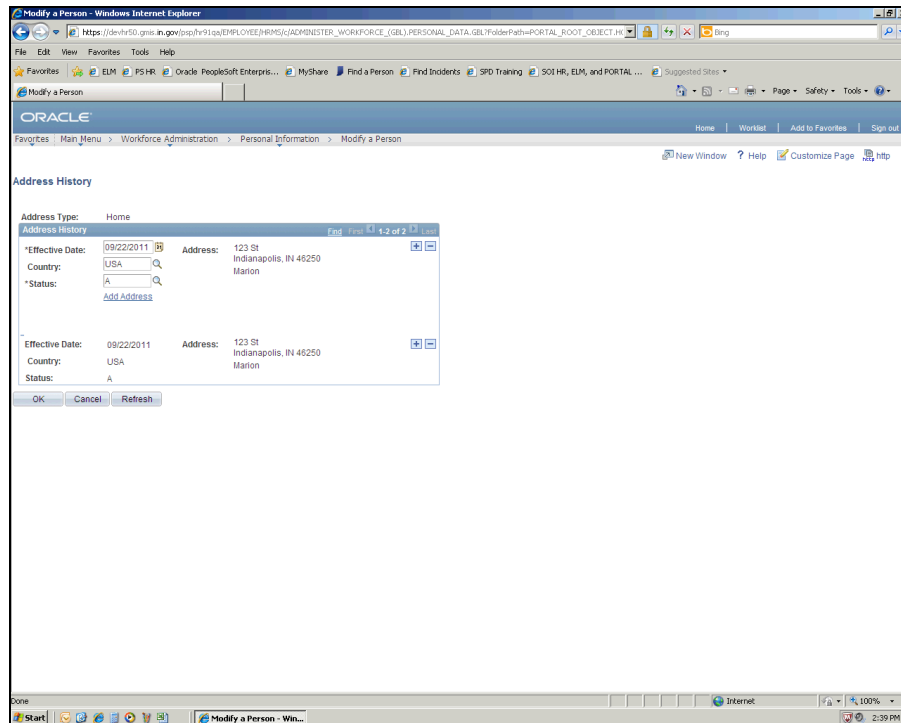 Modify a Person - Windows Internet Explorer
https://devhr50.gmis.in.gov/psp/hr91qa/EMPLOYEE/HRMS/c/ADMINISTER_WORKFORCE_(GBL).PERSONAL_DATA.GBL?FolderPath=PORTAL_ROOT_OBJECT.H Bing
File Edit View Favorites Tools Help
Favorites ELM PS HR Oracle PeopleSoft Enterpris... MyShare Find a Person Find Incidents SPD Training SOI HR, ELM, and PORTAL ... Suggested Sites
Modify a Person Page Safety Tools
ORACLE
Home | Worklist | Add to Favorites | Sign out
Favorites Main Menu > Workforce Administration > Personal Information > Modify a Person
New Window ? Help Customize Page http
Address History
Address Type: Home
Address History Find First 1-2 of 2 Last
*Effective Date: 09/22/2011 31 Address: 123 St
Indianapolis, IN 46250
Country: USA
Marion
*Status: A
Add Address
Effective Date: 09/22/2011 Address: 123 St
Indianapolis, IN 46250
Country: USA
Marion
Status: A
OK Cancel Refresh
Done Internet 100%
Start Modify a Person - Win... 2:39 PM